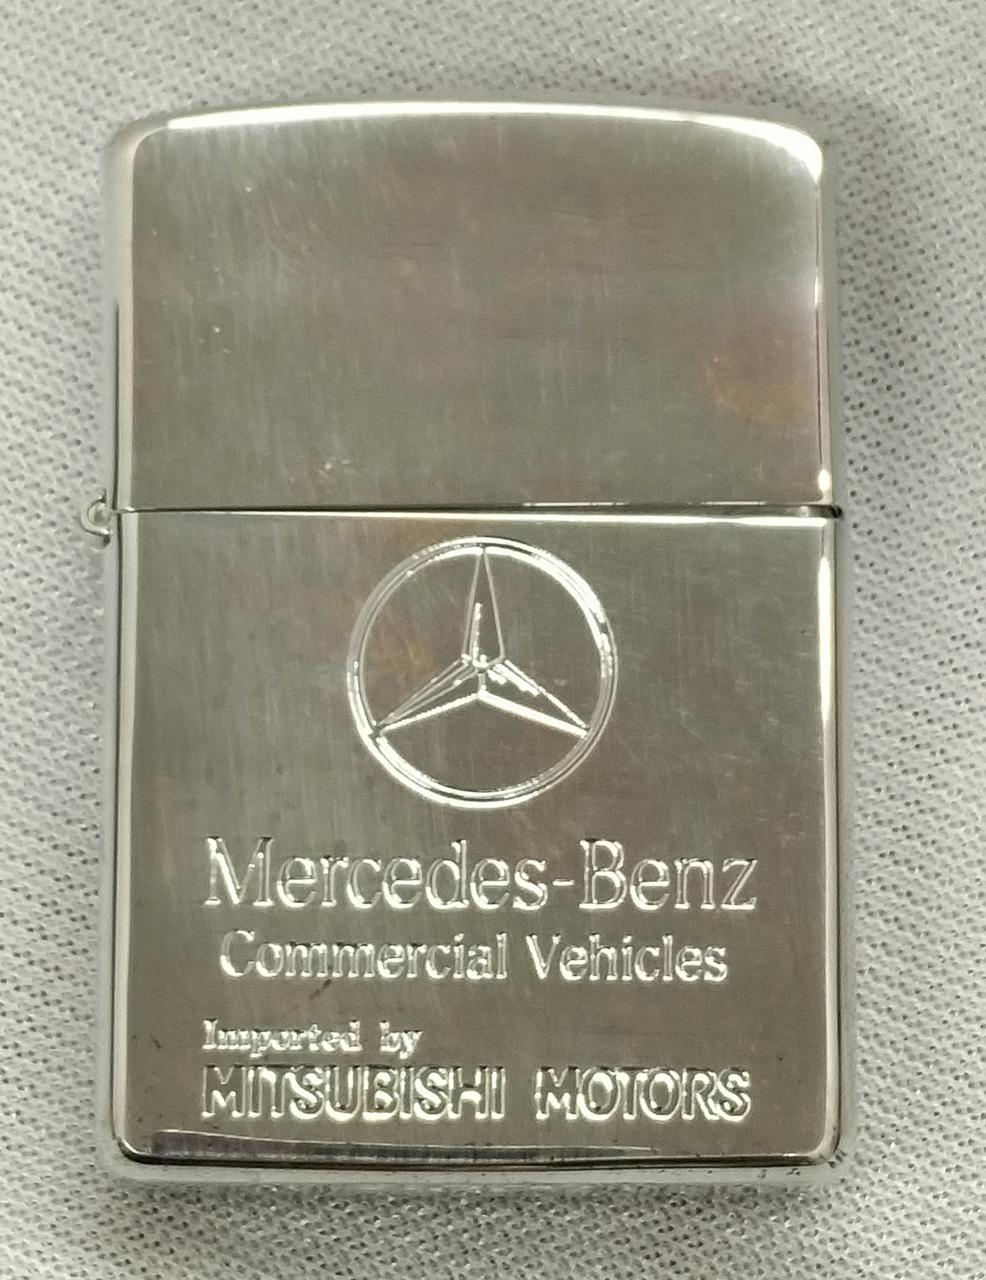 Mercedes-Benz
Commercial Vehicles
Imported by
MITSUBISHI MOTORS